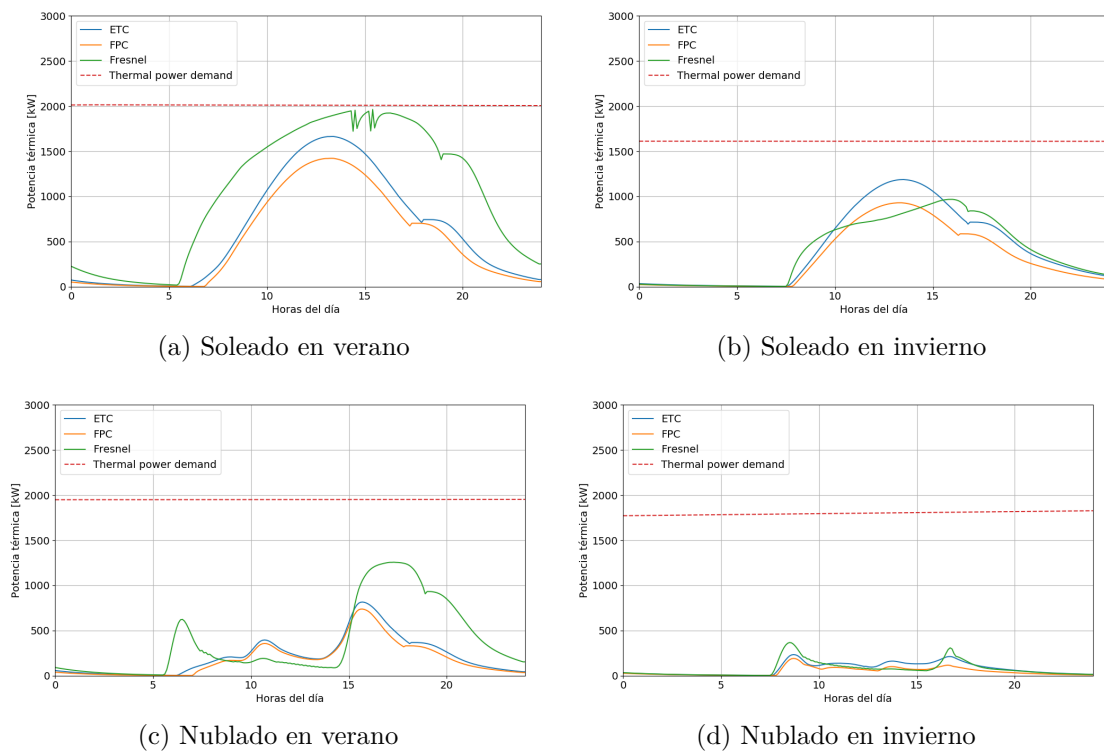 3000
2500
2000
1500
1000
500
0
Potencia térmica [kW]
ETC
FPC
Fresnel
Thermal power demand
0 5 10 15 20
Horas del día
(a) Soleado en verano
3000
2500
2000
1500
1000
500
0
Potencia térmica [kW]
ETC
FPC
Fresnel
Thermal power demand
0 5 10 15 20
Horas del día
(b) Soleado en invierno
3000
2500
2000
1500
1000
500
0
Potencia térmica [kW]
ETC
FPC
Fresnel
Thermal power demand
0 5 10 15 20
Horas del día
(c) Nublado en verano
3000
2500
2000
1500
1000
500
0
Potencia térmica [kW]
ETC
FPC
Fresnel
Thermal power demand
0 5 10 15 20
Horas del día
(d) Nublado en invierno